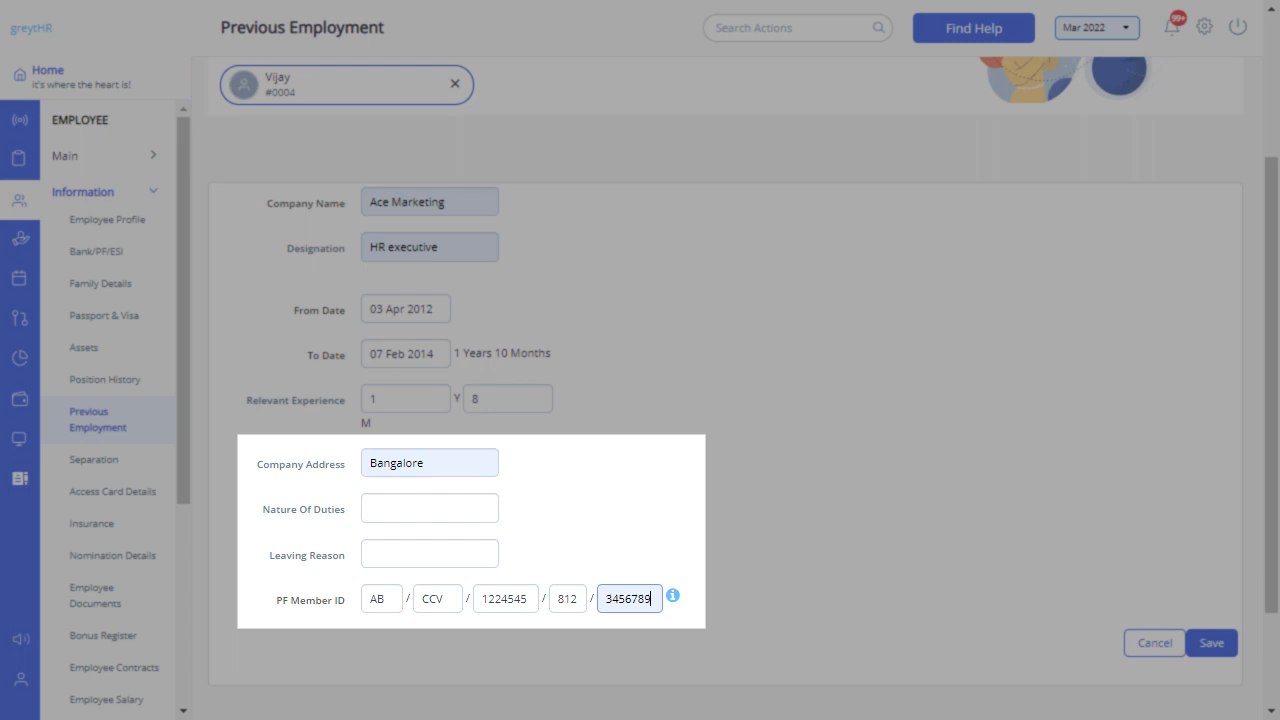 greytHR
Previous Employment
Search Actions
Find Help
Mar 2022
99+
Home
it's where the heart is!
Vijay
#0004
EMPLOYEE
Main
Information
Employee Profile
Bank/PF/ESI
Family Details
Passport & Visa
Assets
Position History
Previous
Employment
Separation
Access Card Details
Insurance
Nomination Details
Employee
Documents
Bonus Register
Employee Contracts
Employee Salary
Company Name Ace Marketing
Designation HR executive
From Date 03 Apr 2012
To Date 07 Feb 2014 1 Years 10 Months
Relevant Experience 1 Y 8
M
Company Address Bangalore
Nature Of Duties
Leaving Reason
PF Member ID AB / CCV / 1224545 / 812 / 3456789
Cancel Save